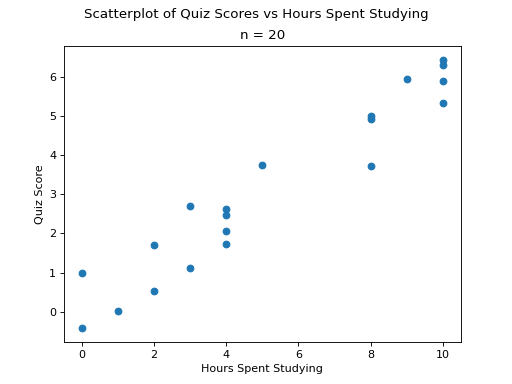 Scatterplot of Quiz Scores vs Hours Spent Studying
n = 20
6
5
4
3
2
1
0
Quiz Score
0 2 4 6 8 10
Hours Spent Studying